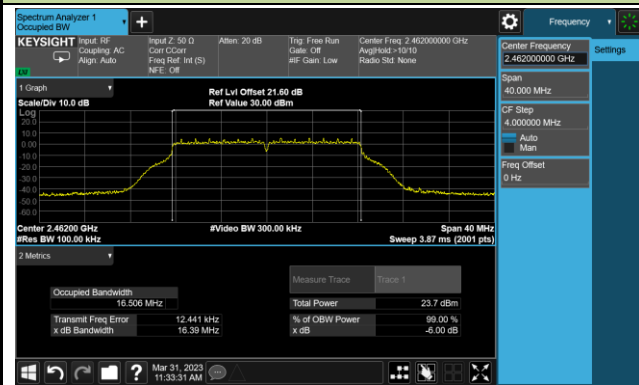 Spectrum Analyzer 1
Occupied BW
+
Frequency
KEYSIGHT Input: RF
Coupling: AC
Align: Auto
Input Z: 50 Ω
Corr CCorr
Freq Ref: Int (S)
NFE: Off
Atten: 20 dB
Trig: Free Run
Gate: Off
#IF Gain: Low
Center Freq: 2.462000000 GHz
Avg|Hold:>10/10
Radio Std: None
LXI
Center Frequency
2.462000000 GHz
Settings
Span
40.000 MHz
CF Step
4.000000 MHz
Auto
Man
Freq Offset
0 Hz
1 Graph
Scale/Div 10.0 dB
Ref Lvl Offset 21.60 dB
Ref Value 30.00 dBm
Log
20.0
10.0
0.00
-10.0
-20.0
-30.0
-40.0
-50.0
-60.0
Center 2.46200 GHz
#Res BW 100.00 kHz
#Video BW 300.00 kHz
Span 40 MHz
Sweep 3.87 ms (2001 pts)
2 Metrics
Measure Trace Trace 1
Occupied Bandwidth
16.506 MHz
Total Power 23.7 dBm
Transmit Freq Error 12.441 kHz
% of OBW Power 99.00 %
x dB Bandwidth 16.39 MHz
x dB -6.00 dB
?
Mar 31, 2023
11:33:31 AM